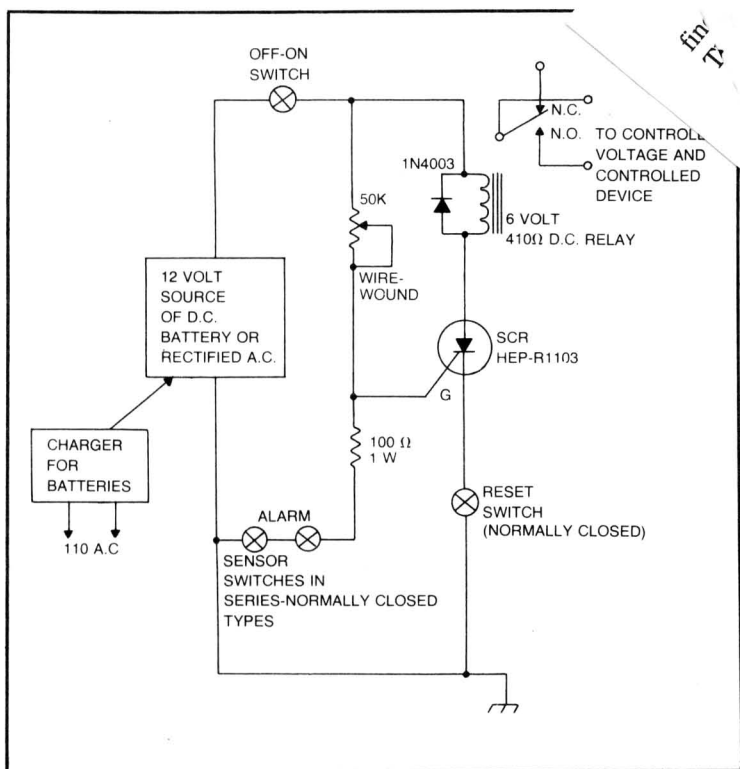 OFF-ON
SWITCH
N.C.
N.O. TO
VOLTAGE AND
CONTROLLED
DEVICE
1N4003
50K
6 VOLT
410Ω D.C. RELAY
WIRE-
WOUND
12 VOLT
SOURCE
OF D.C.
BATTERY OR
RECTIFIED A.C.
SCR
HEP-R1103
G
CHARGER
FOR
BATTERIES
100 Ω
1 W
110 A.C
ALARM
RESET
SWITCH
(NORMALLY CLOSED)
SENSOR
SWITCHES IN
SERIES-NORMALLY CLOSED
TYPES